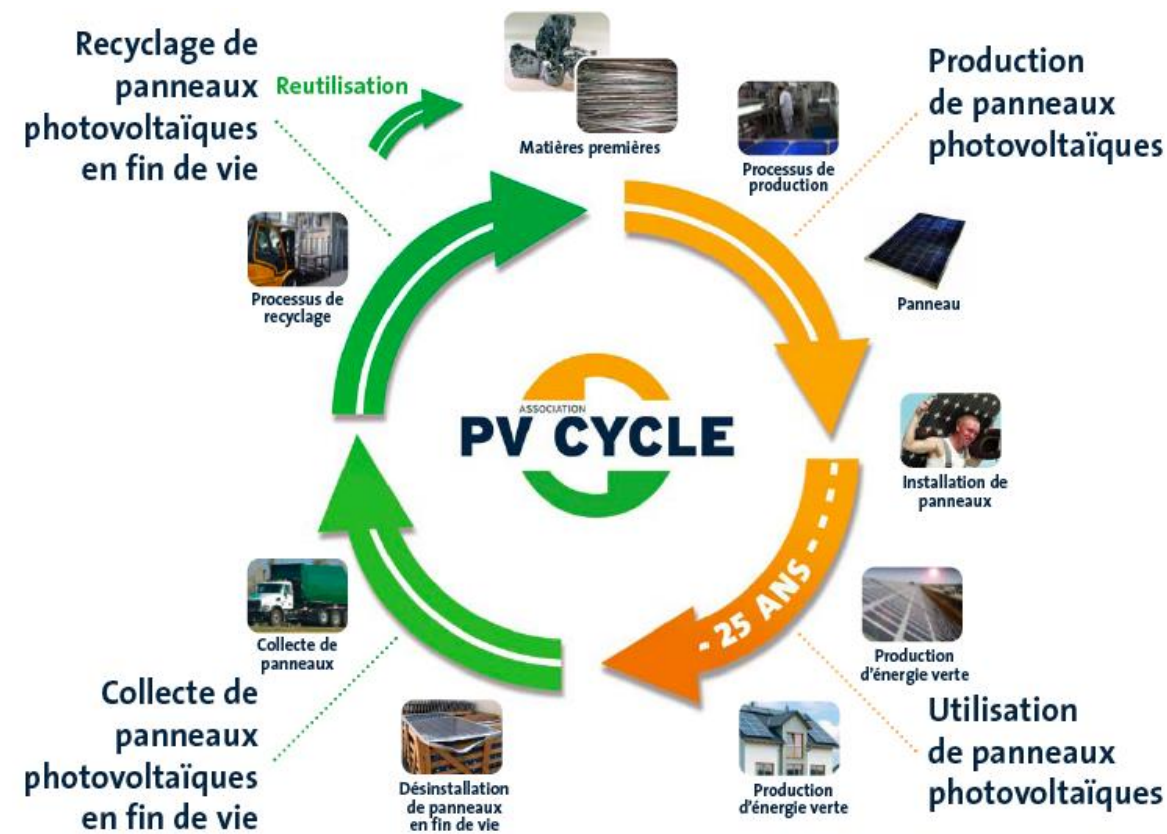 Recyclage de
panneaux
photovoltaïques
en fin de vie
Reutilisation
Matières premières
Processus de
production
Production
de panneaux
photovoltaïques
Panneau
Processus de
recyclage
ASSOCIATION
PV CYCLE
Installation de
panneaux
- 25 ANS - - - -
Production
d'énergie verte
Utilisation
de panneaux
photovoltaïques
Production
d'énergie verte
Désinstallation
de panneaux
en fin de vie
Collecte de
panneaux
Collecte de
panneaux
photovoltaïques
en fin de vie